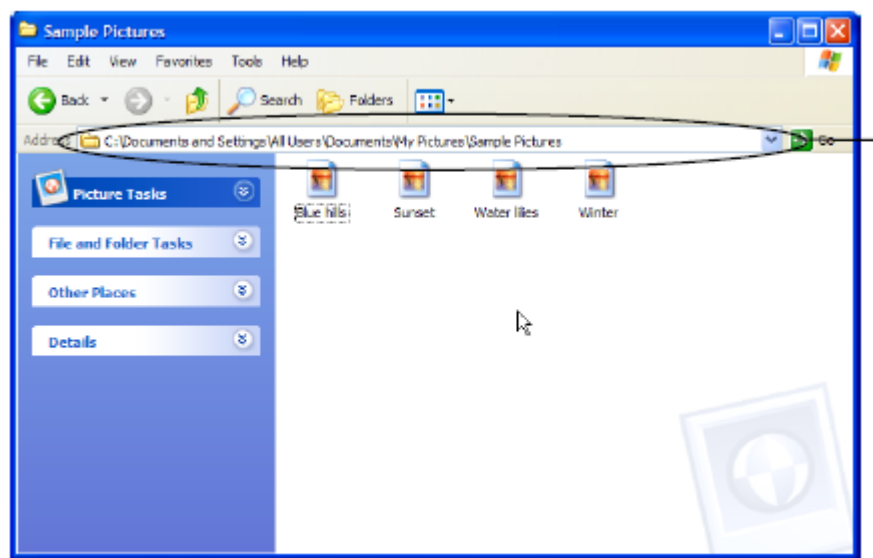 Sample Pictures
File Edit View Favorites Tools Help
Back Search Folders
Address C:\Documents and Settings\All Users\Documents\My Pictures\Sample Pictures Go
Picture Tasks
Blue hills Sunset Water lilies Winter
File and Folder Tasks
Other Places
Details